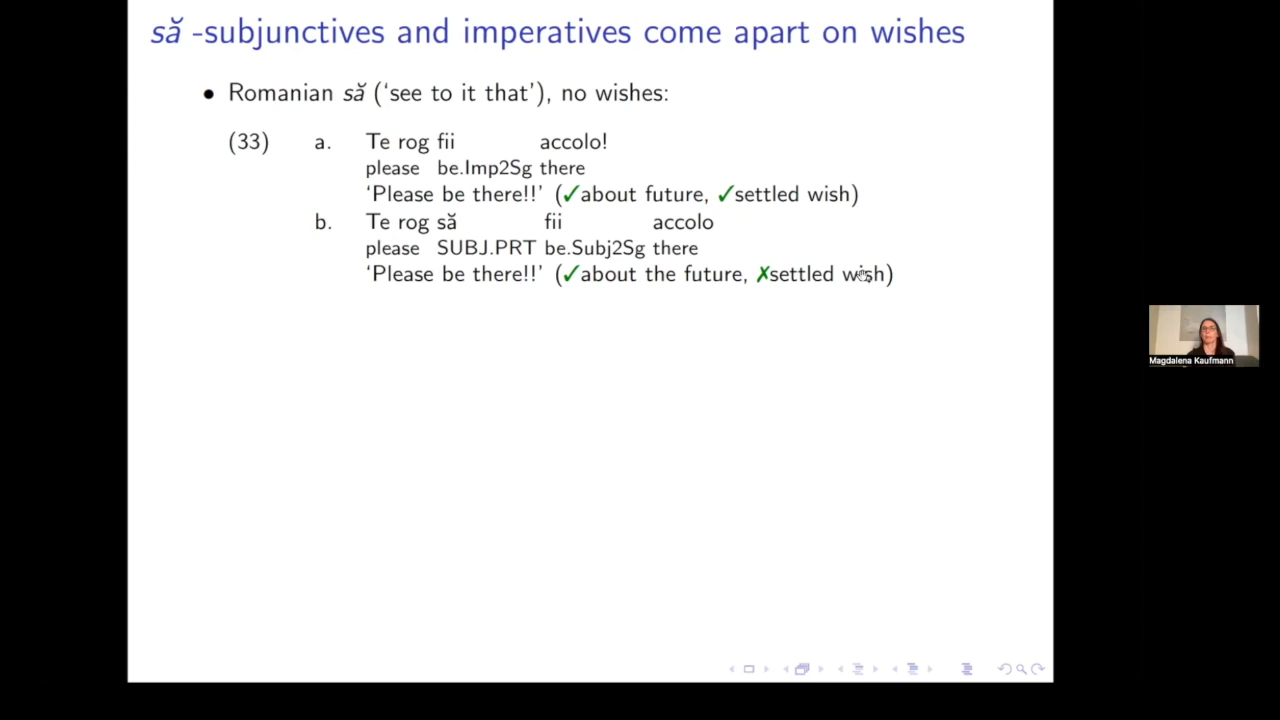 să -subjunctives and imperatives come apart on wishes
• Romanian să ('see to it that'), no wishes:
(33) a. Te rog fii accolo!
please be.Imp2Sg there
'Please be there!!' (✓about future, ✓settled wish)
b. Te rog să fii accolo
please SUBJ.PRT be.Subj2Sg there
'Please be there!!' (✓about the future, ✗settled wish)
Magdalena Kaufmann